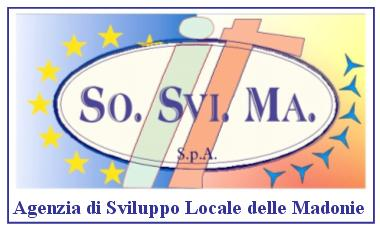 SO. SVI. MA.
S.p.A.
Agenzia di Sviluppo Locale delle Madonie